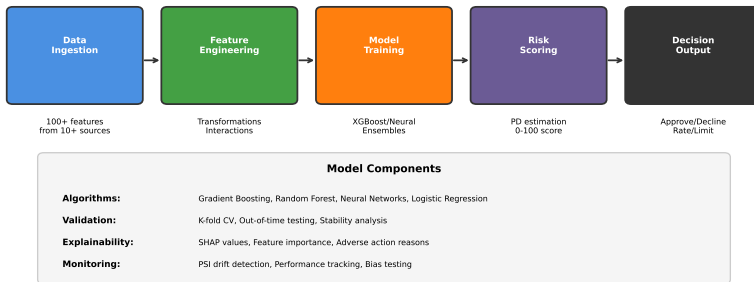 Data
Ingestion
Feature
Engineering
Model
Training
Risk
Scoring
Decision
Output
100+ features
from 10+ sources
Transformations
Interactions
XGBoost/Neural
Ensembles
PD estimation
0-100 score
Approve/Decline
Rate/Limit
Model Components
Algorithms: Gradient Boosting, Random Forest, Neural Networks, Logistic Regression
Validation: K-fold CV, Out-of-time testing, Stability analysis
Explainability: SHAP values, Feature importance, Adverse action reasons
Monitoring: PSI drift detection, Performance tracking, Bias testing